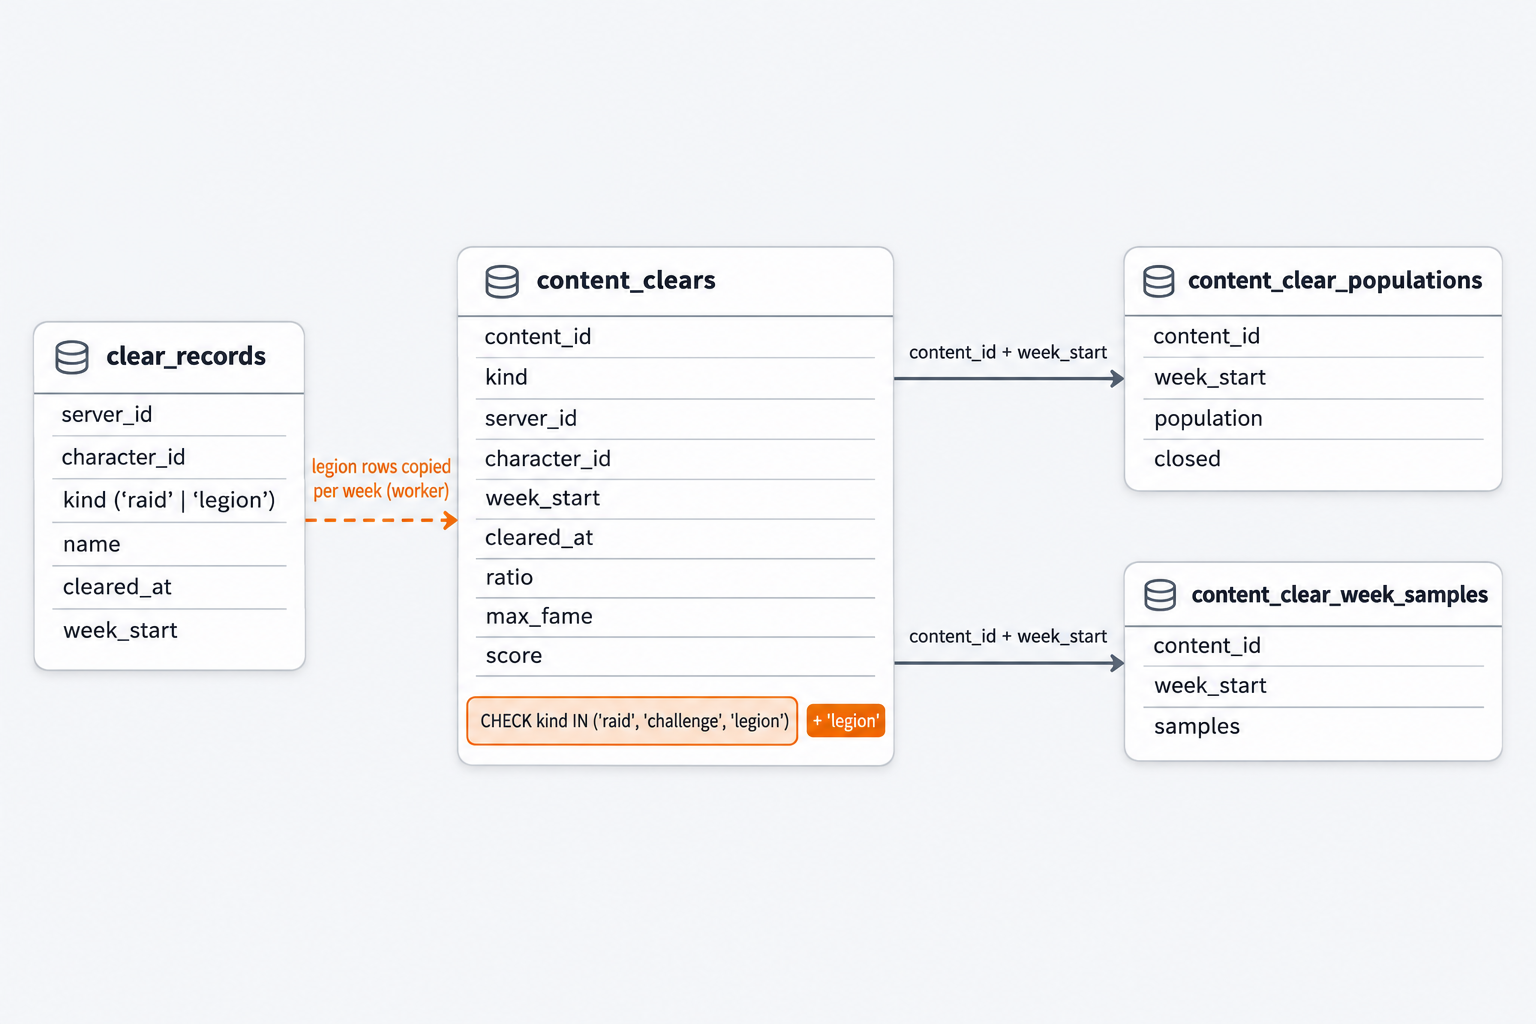 clear_records
server_id
character_id
kind (‘raid’ | ‘legion’)
name
cleared_at
week_start
legion rows copied
per week (worker)
content_clears
content_id
kind
server_id
character_id
week_start
cleared_at
ratio
max_fame
score
CHECK kind IN ('raid', 'challenge', 'legion')
+ 'legion'
content_id + week_start
content_id + week_start
content_clear_populations
content_id
week_start
population
closed
content_clear_week_samples
content_id
week_start
samples